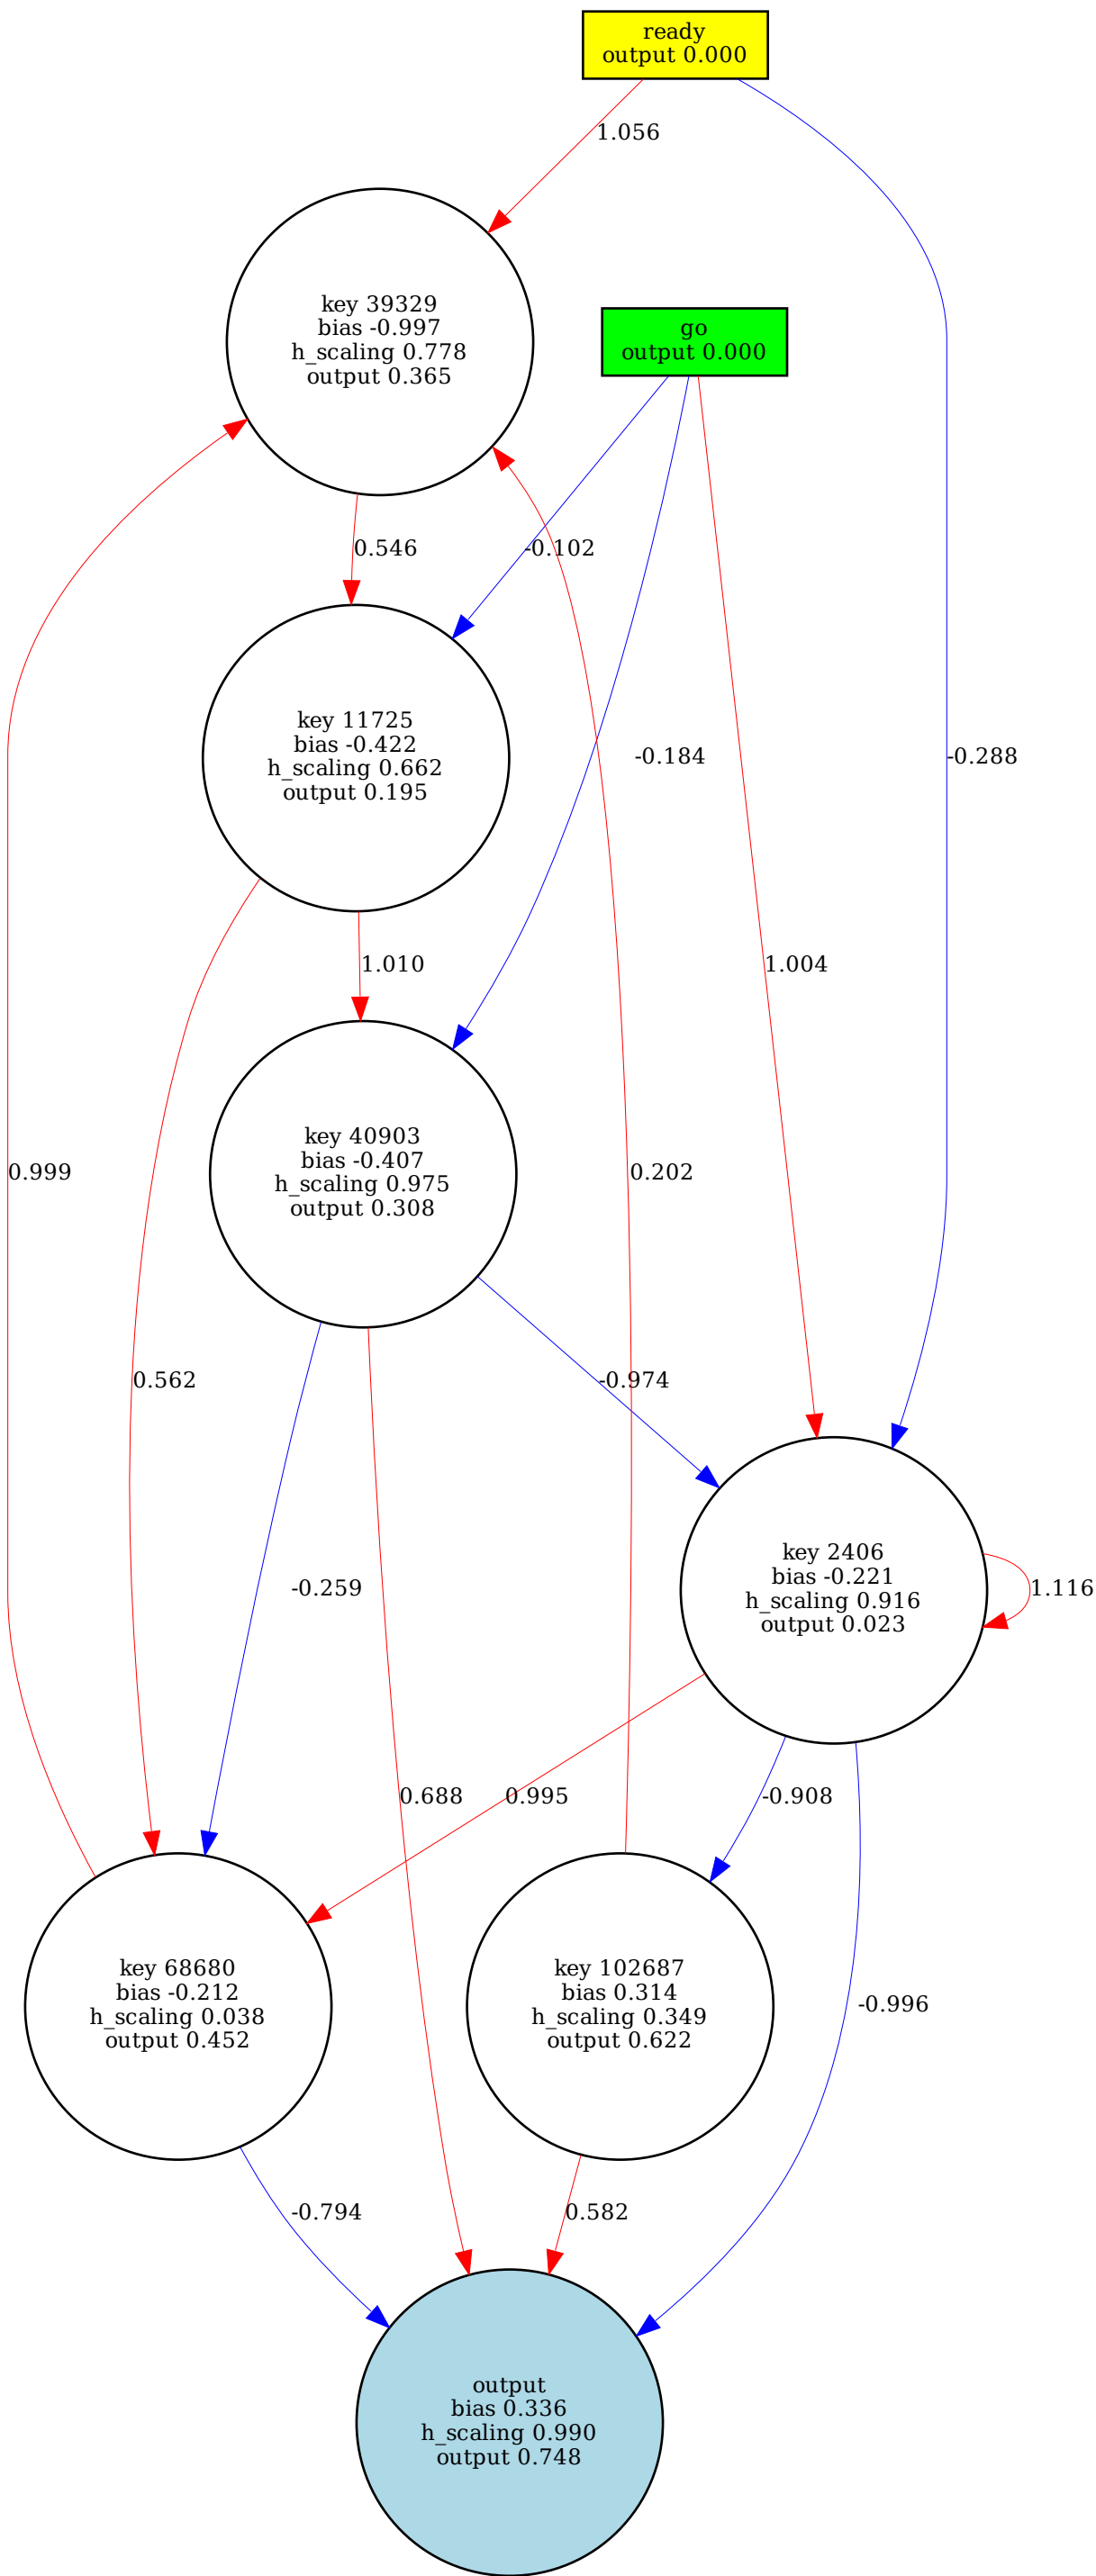 ready
output 0.000
1.056
key 39329
bias -0.997
h_scaling 0.778
output 0.365
go
output 0.000
0.546
-0.102
key 11725
bias -0.422
h_scaling 0.662
output 0.195
-0.184
-0.288
1.010
1.004
key 40903
bias -0.407
h_scaling 0.975
output 0.308
0.999
0.202
0.562
-0.974
key 2406
bias -0.221
h_scaling 0.916
output 0.023
-0.259
1.116
0.688
0.995
-0.908
key 68680
bias -0.212
h_scaling 0.038
output 0.452
key 102687
bias 0.314
h_scaling 0.349
output 0.622
-0.996
-0.794
0.582
output
bias 0.336
h_scaling 0.990
output 0.748